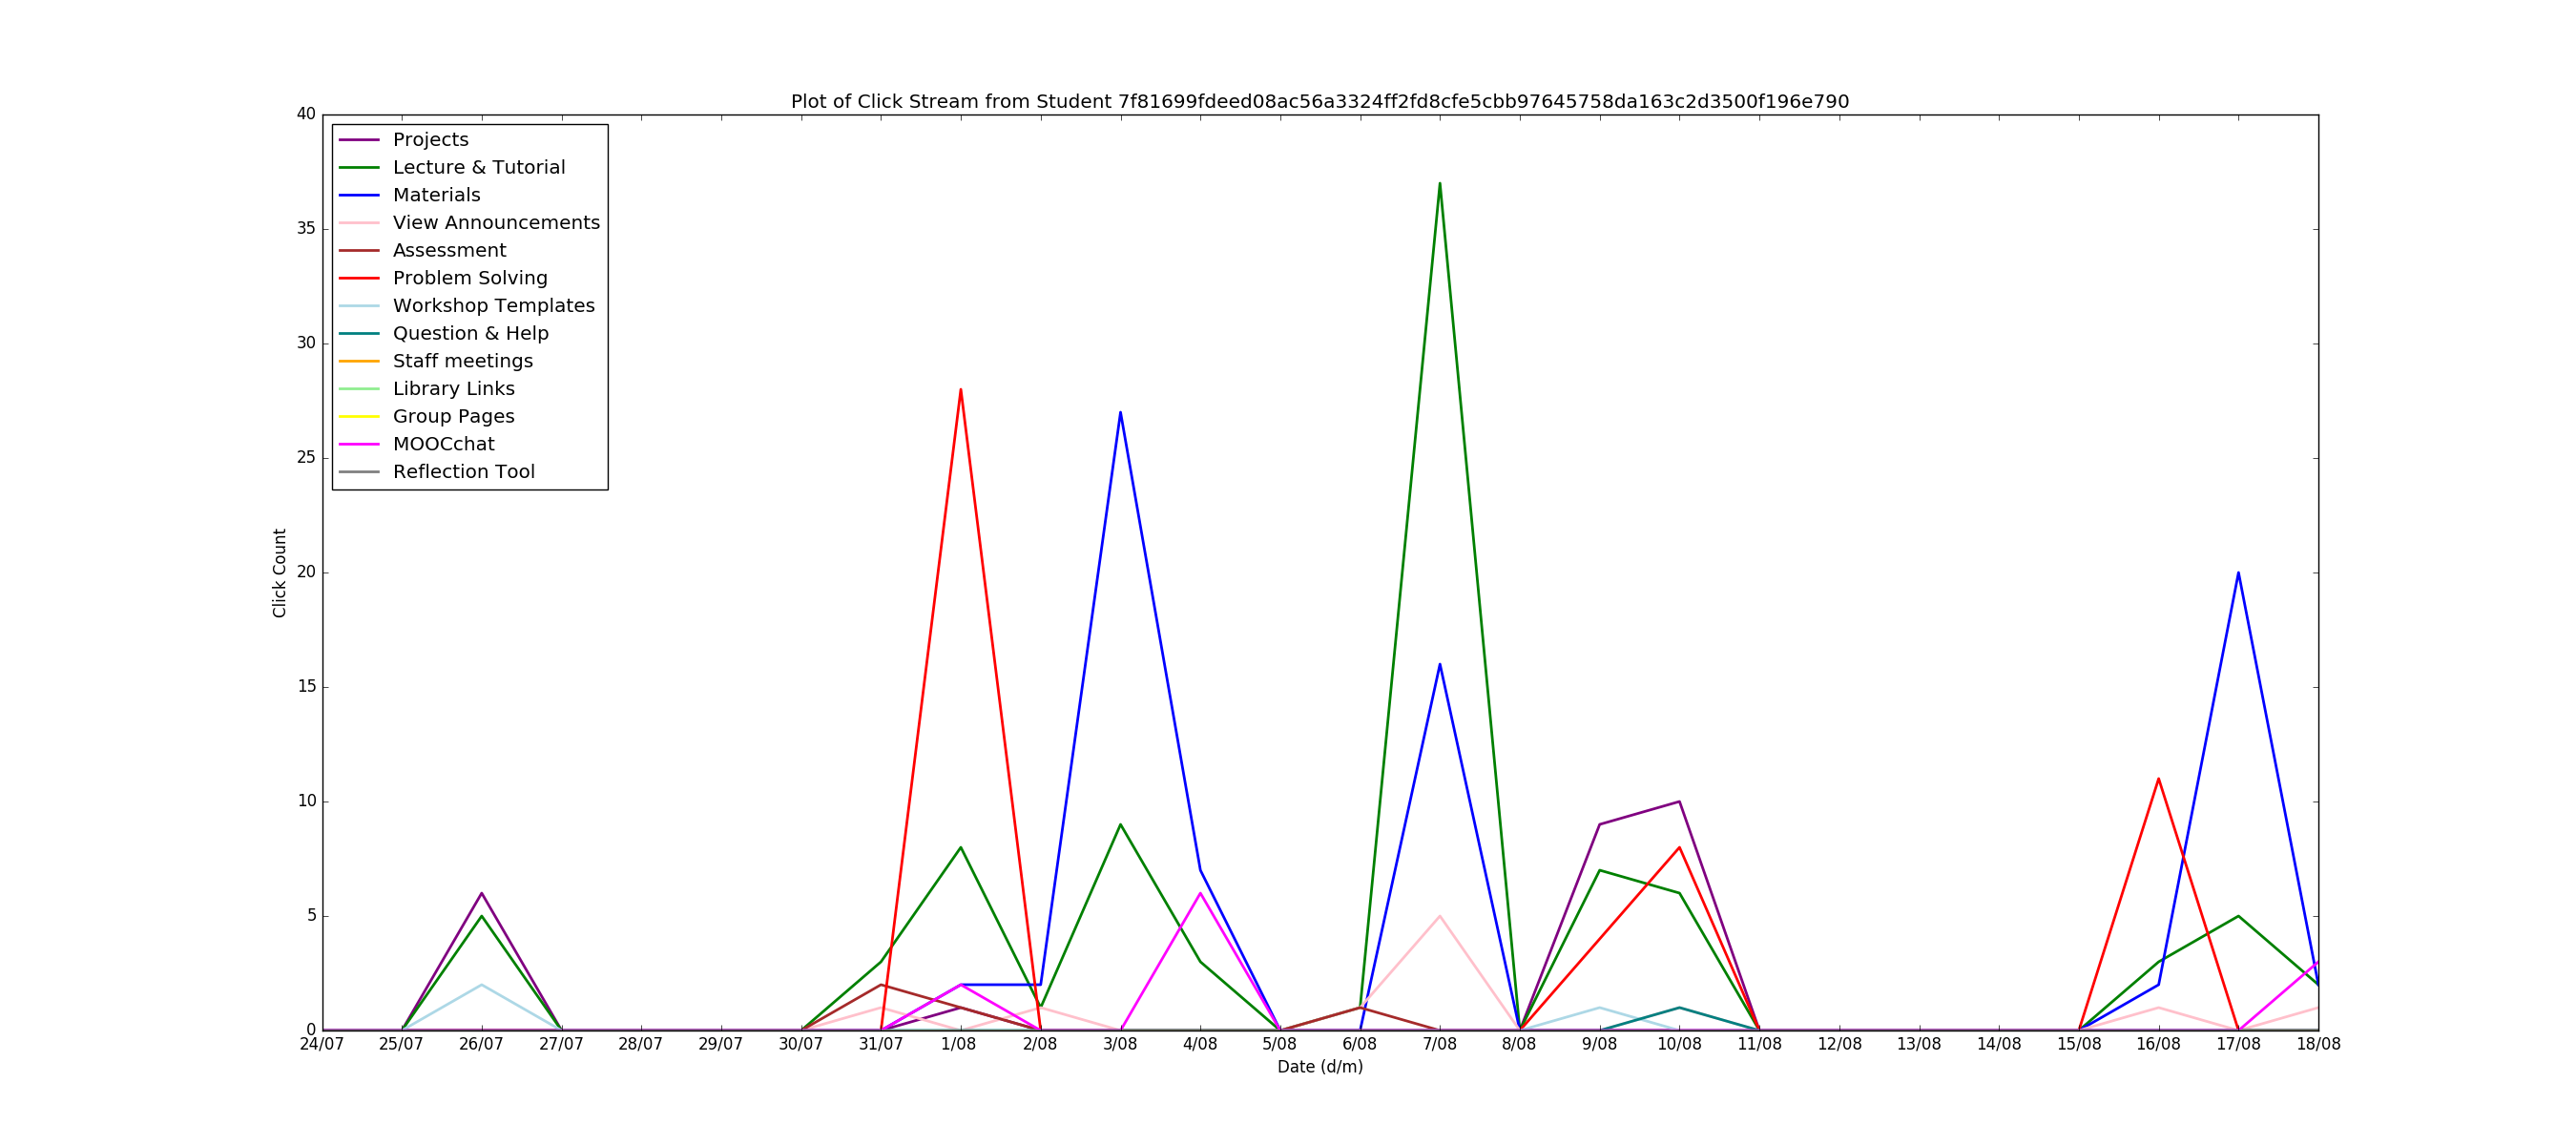 Plot of Click Stream from Student 7f81699fdeed08ac56a3324ff2fd8cfe5cbb97645758da163c2d3500f196e790
40
35
30
25
20
15
10
5
0
Click Count
Projects
Lecture & Tutorial
Materials
View Announcements
Assessment
Problem Solving
Workshop Templates
Question & Help
Staff meetings
Library Links
Group Pages
MOOCchat
Reflection Tool
24/07 25/07 26/07 27/07 28/07 29/07 30/07 31/07 1/08 2/08 3/08 4/08 5/08 6/08 7/08 8/08 9/08 10/08 11/08 12/08 13/08 14/08 15/08 16/08 17/08 18/08
Date (d/m)